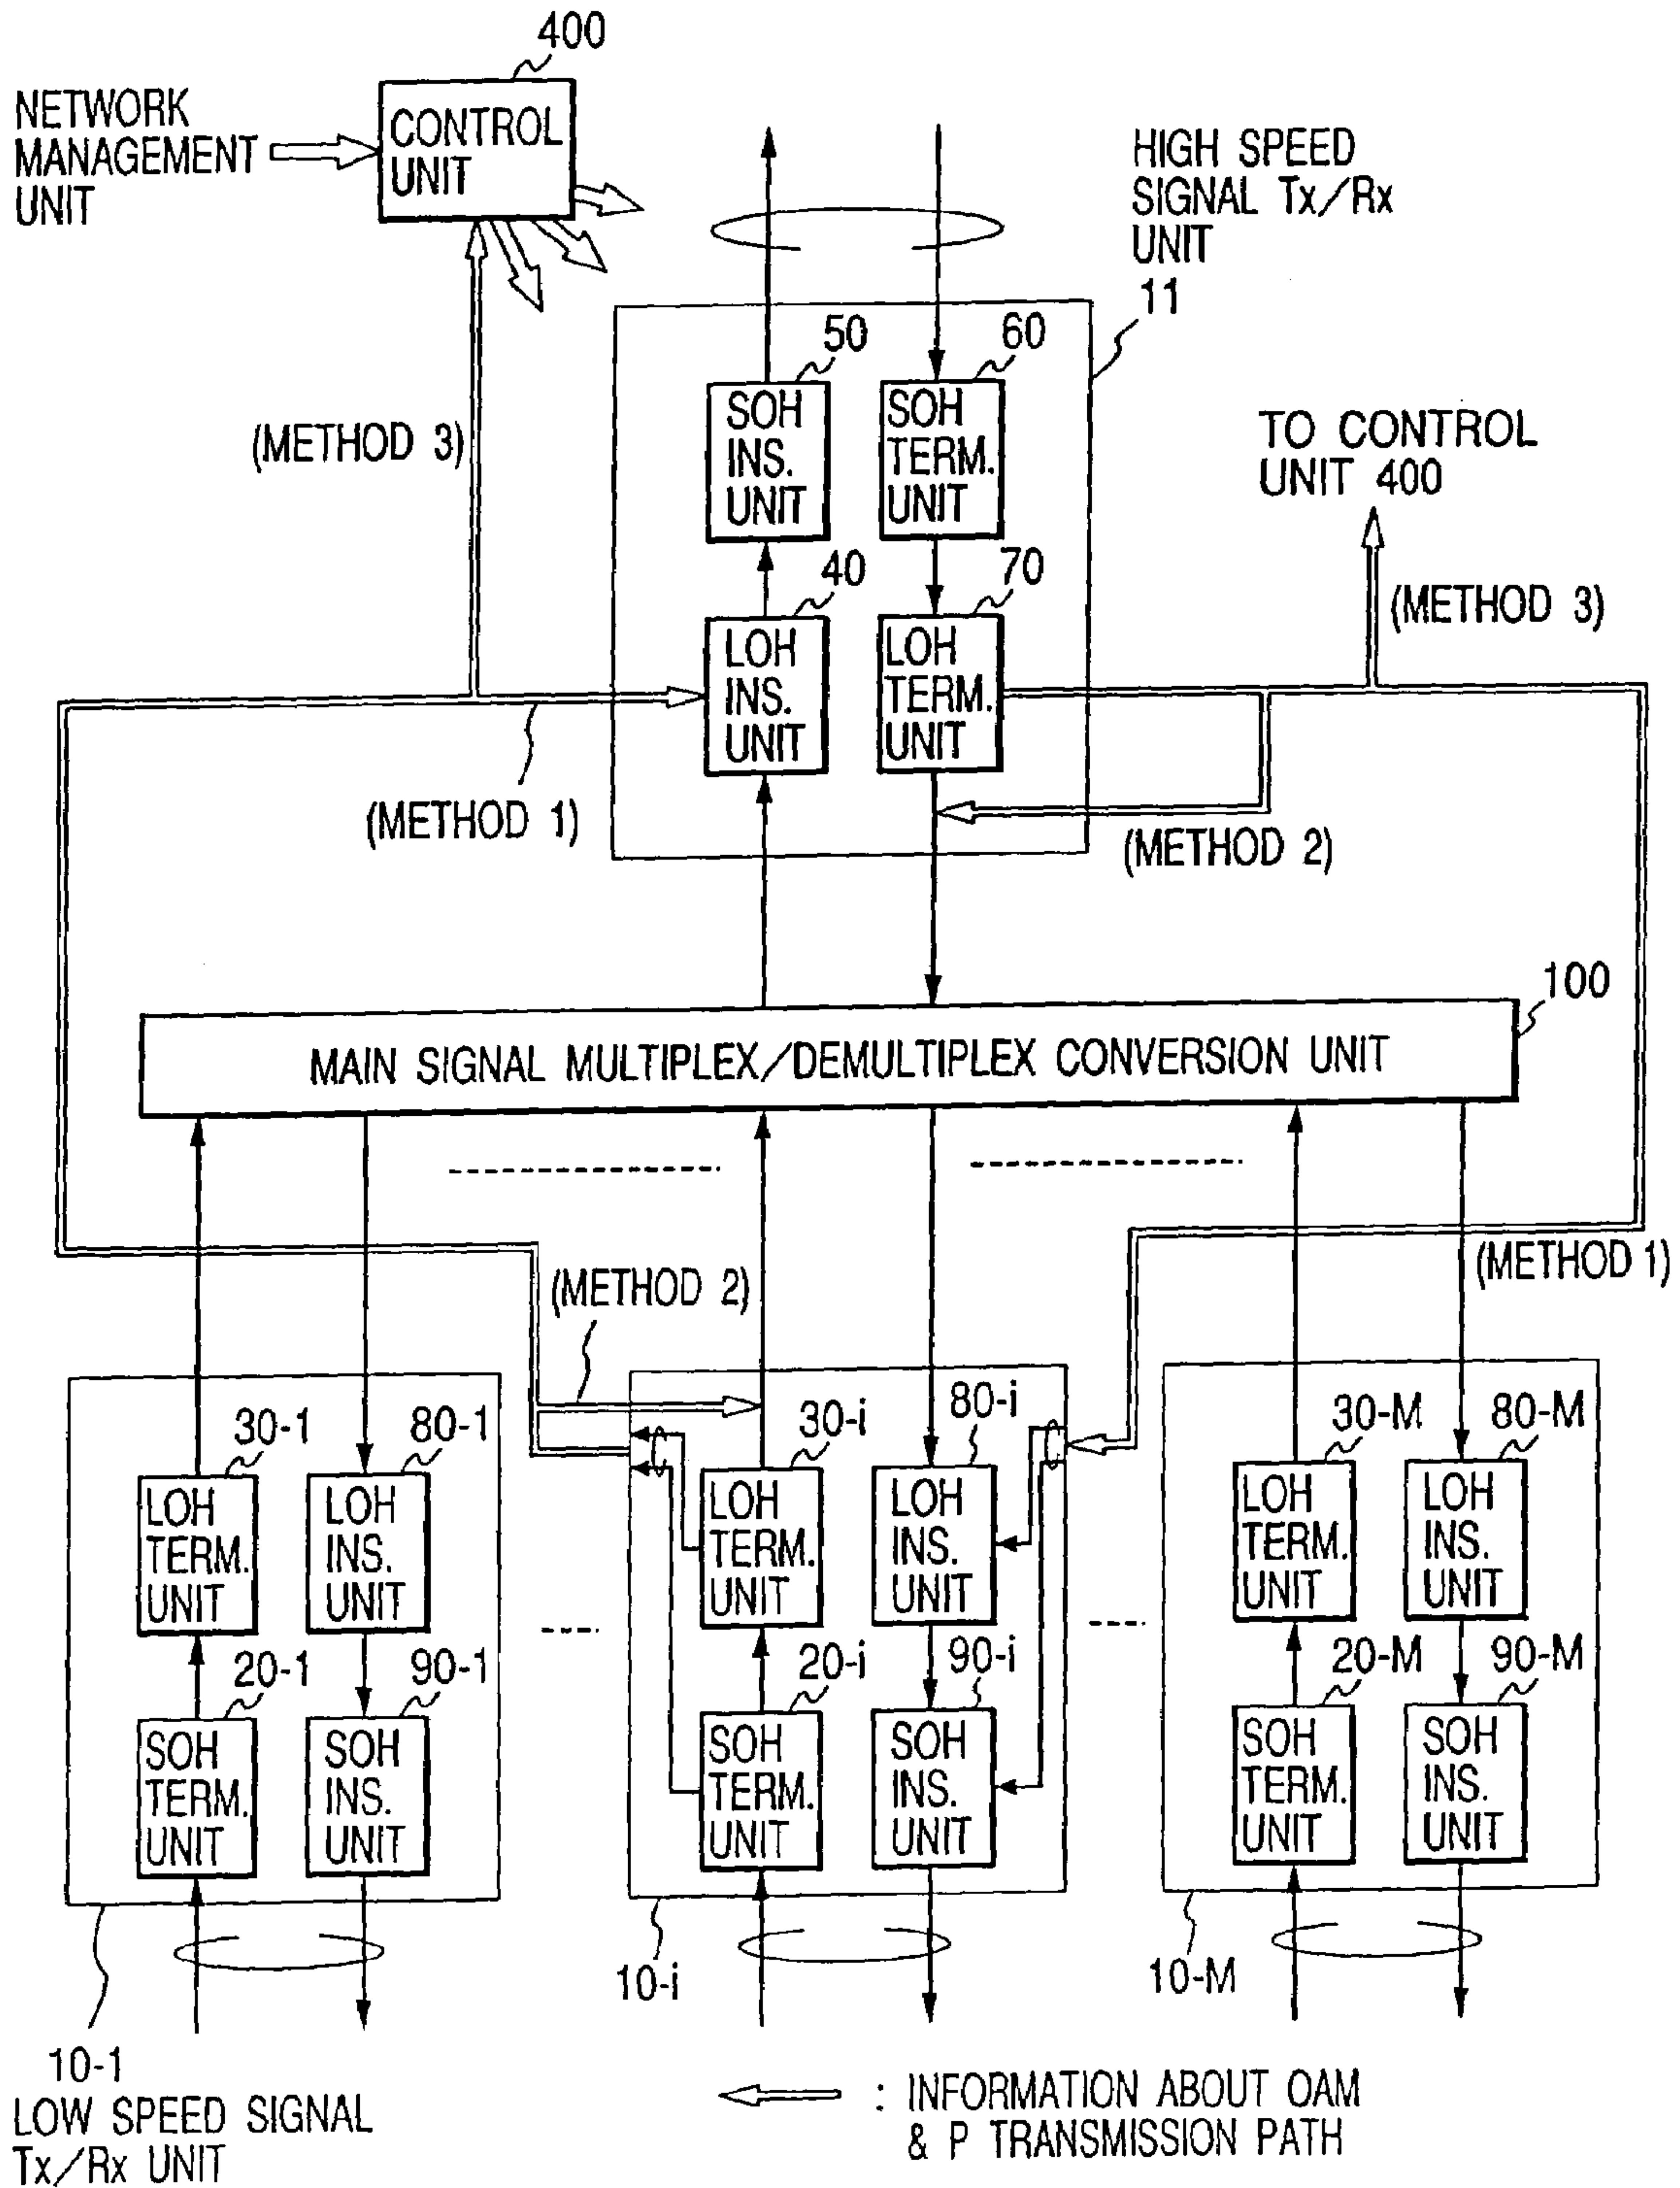 400
NETWORK
MANAGEMENT
UNIT
CONTROL
UNIT
HIGH SPEED
SIGNAL Tx/Rx
UNIT
11
50
60
SOH
INS.
UNIT
SOH
TERM.
UNIT
(METHOD 3)
TO CONTROL
UNIT 400
40
70
LOH
INS.
UNIT
LOH
TERM.
UNIT
(METHOD 3)
(METHOD 1)
(METHOD 2)
100
MAIN SIGNAL MULTIPLEX/DEMULTIPLEX CONVERSION UNIT
(METHOD 2)
(METHOD 1)
30-1
80-1
30-i
80-i
30-M
80-M
LOH
TERM.
UNIT
LOH
INS.
UNIT
LOH
TERM.
UNIT
LOH
INS.
UNIT
LOH
TERM.
UNIT
LOH
INS.
UNIT
20-1
90-1
20-i
90-i
20-M
90-M
SOH
TERM.
UNIT
SOH
INS.
UNIT
SOH
TERM.
UNIT
SOH
INS.
UNIT
SOH
TERM.
UNIT
SOH
INS.
UNIT
10-i
10-M
10-1
LOW SPEED SIGNAL
Tx/Rx UNIT
: INFORMATION ABOUT OAM
& P TRANSMISSION PATH